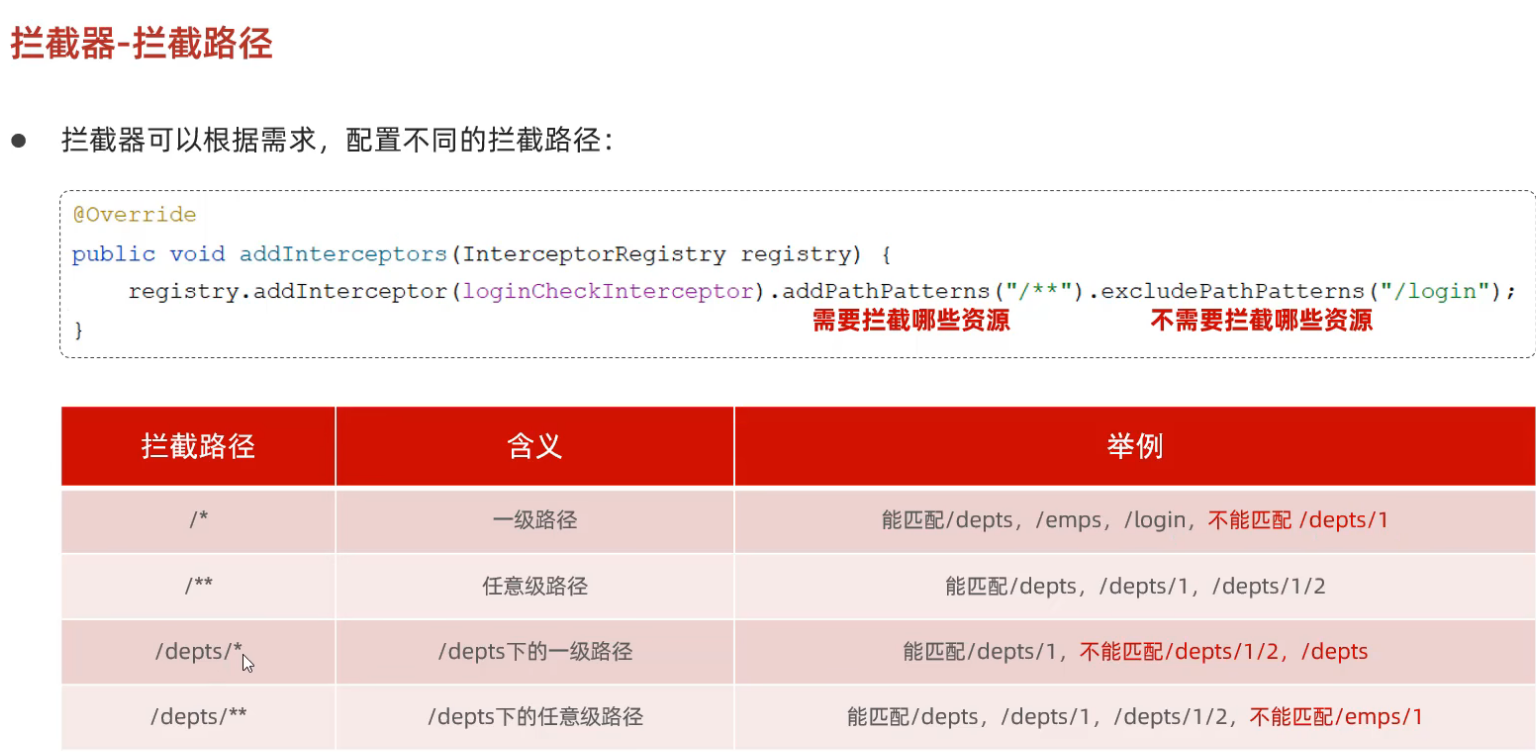 拦截器-拦截路径
● 拦截器可以根据需求，配置不同的拦截路径：
@Override
public void addInterceptors(InterceptorRegistry registry) {
registry.addInterceptor(loginCheckInterceptor).addPathPatterns("/**").excludePathPatterns("/login");
需要拦截哪些资源 不需要拦截哪些资源
}
拦截路径 含义 举例
/* 一级路径 能匹配/depts，/emps，/login，不能匹配 /depts/1
/** 任意级路径 能匹配/depts，/depts/1，/depts/1/2
/depts/* /depts下的一级路径 能匹配/depts/1，不能匹配/depts/1/2，/depts
/depts/** /depts下的任意级路径 能匹配/depts，/depts/1，/depts/1/2，不能匹配/emps/1